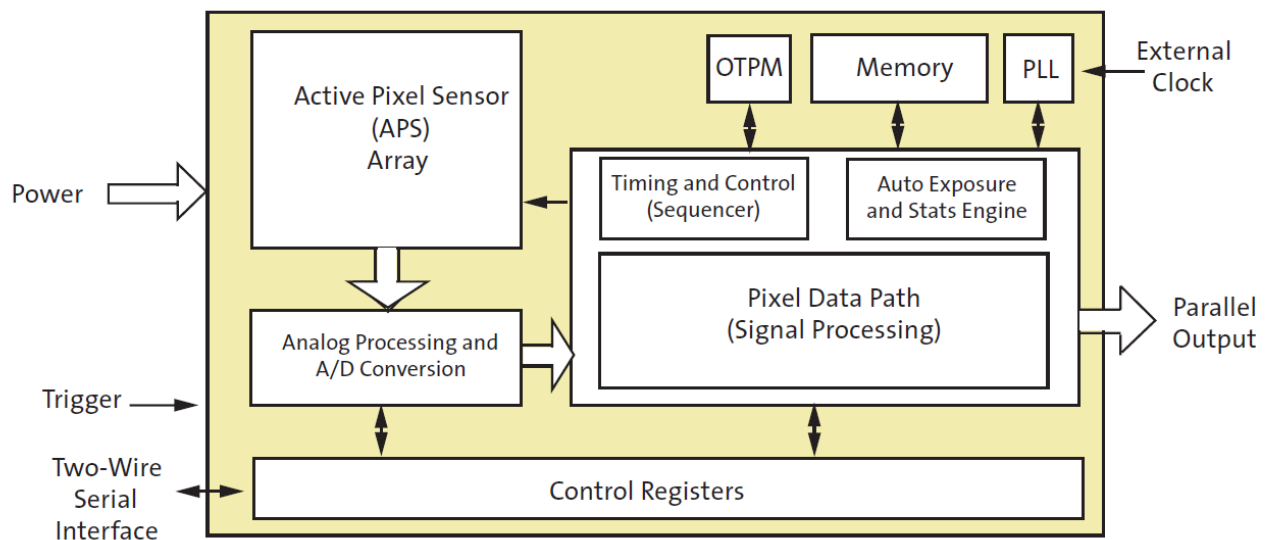 Active Pixel Sensor
(APS)
Array
OTPM
Memory
PLL
External
Clock
Power
Timing and Control
(Sequencer)
Auto Exposure
and Stats Engine
Pixel Data Path
(Signal Processing)
Parallel
Output
Analog Processing and
A/D Conversion
Trigger
Two-Wire
Serial
Interface
Control Registers